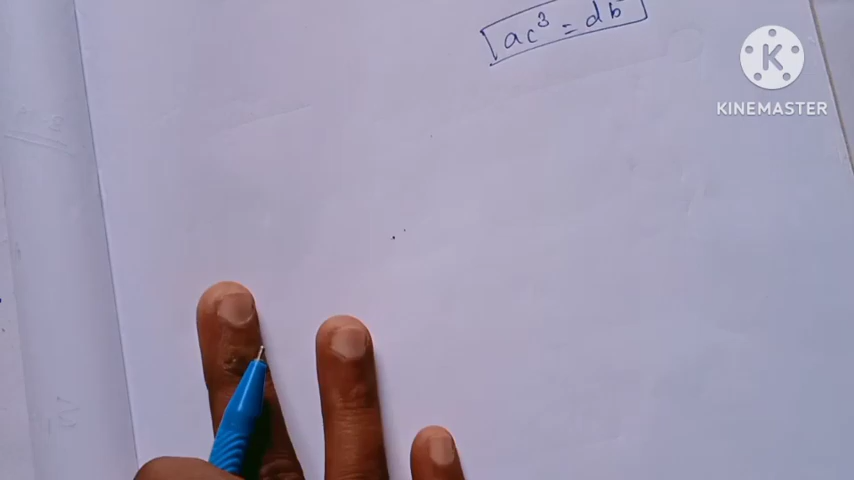 ac³ = db
KINEMASTER